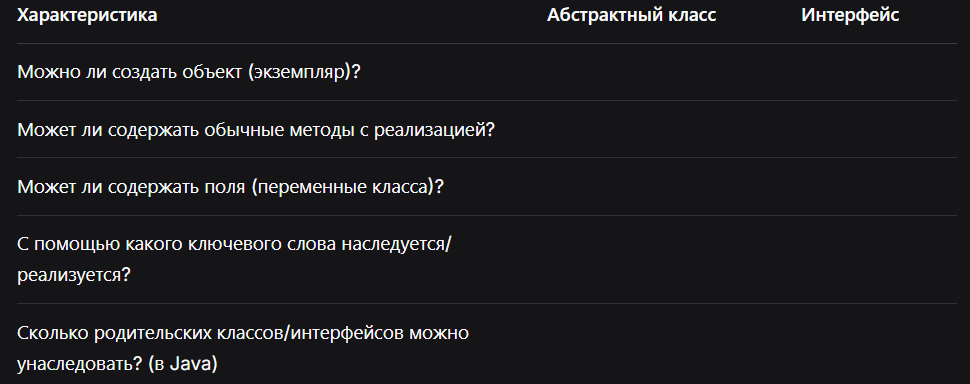 Характеристика Абстрактный класс Интерфейс
Можно ли создать объект (экземпляр)?
Может ли содержать обычные методы с реализацией?
Может ли содержать поля (переменные класса)?
С помощью какого ключевого слова наследуется/
реализуется?
Сколько родительских классов/интерфейсов можно
унаследовать? (в Java)